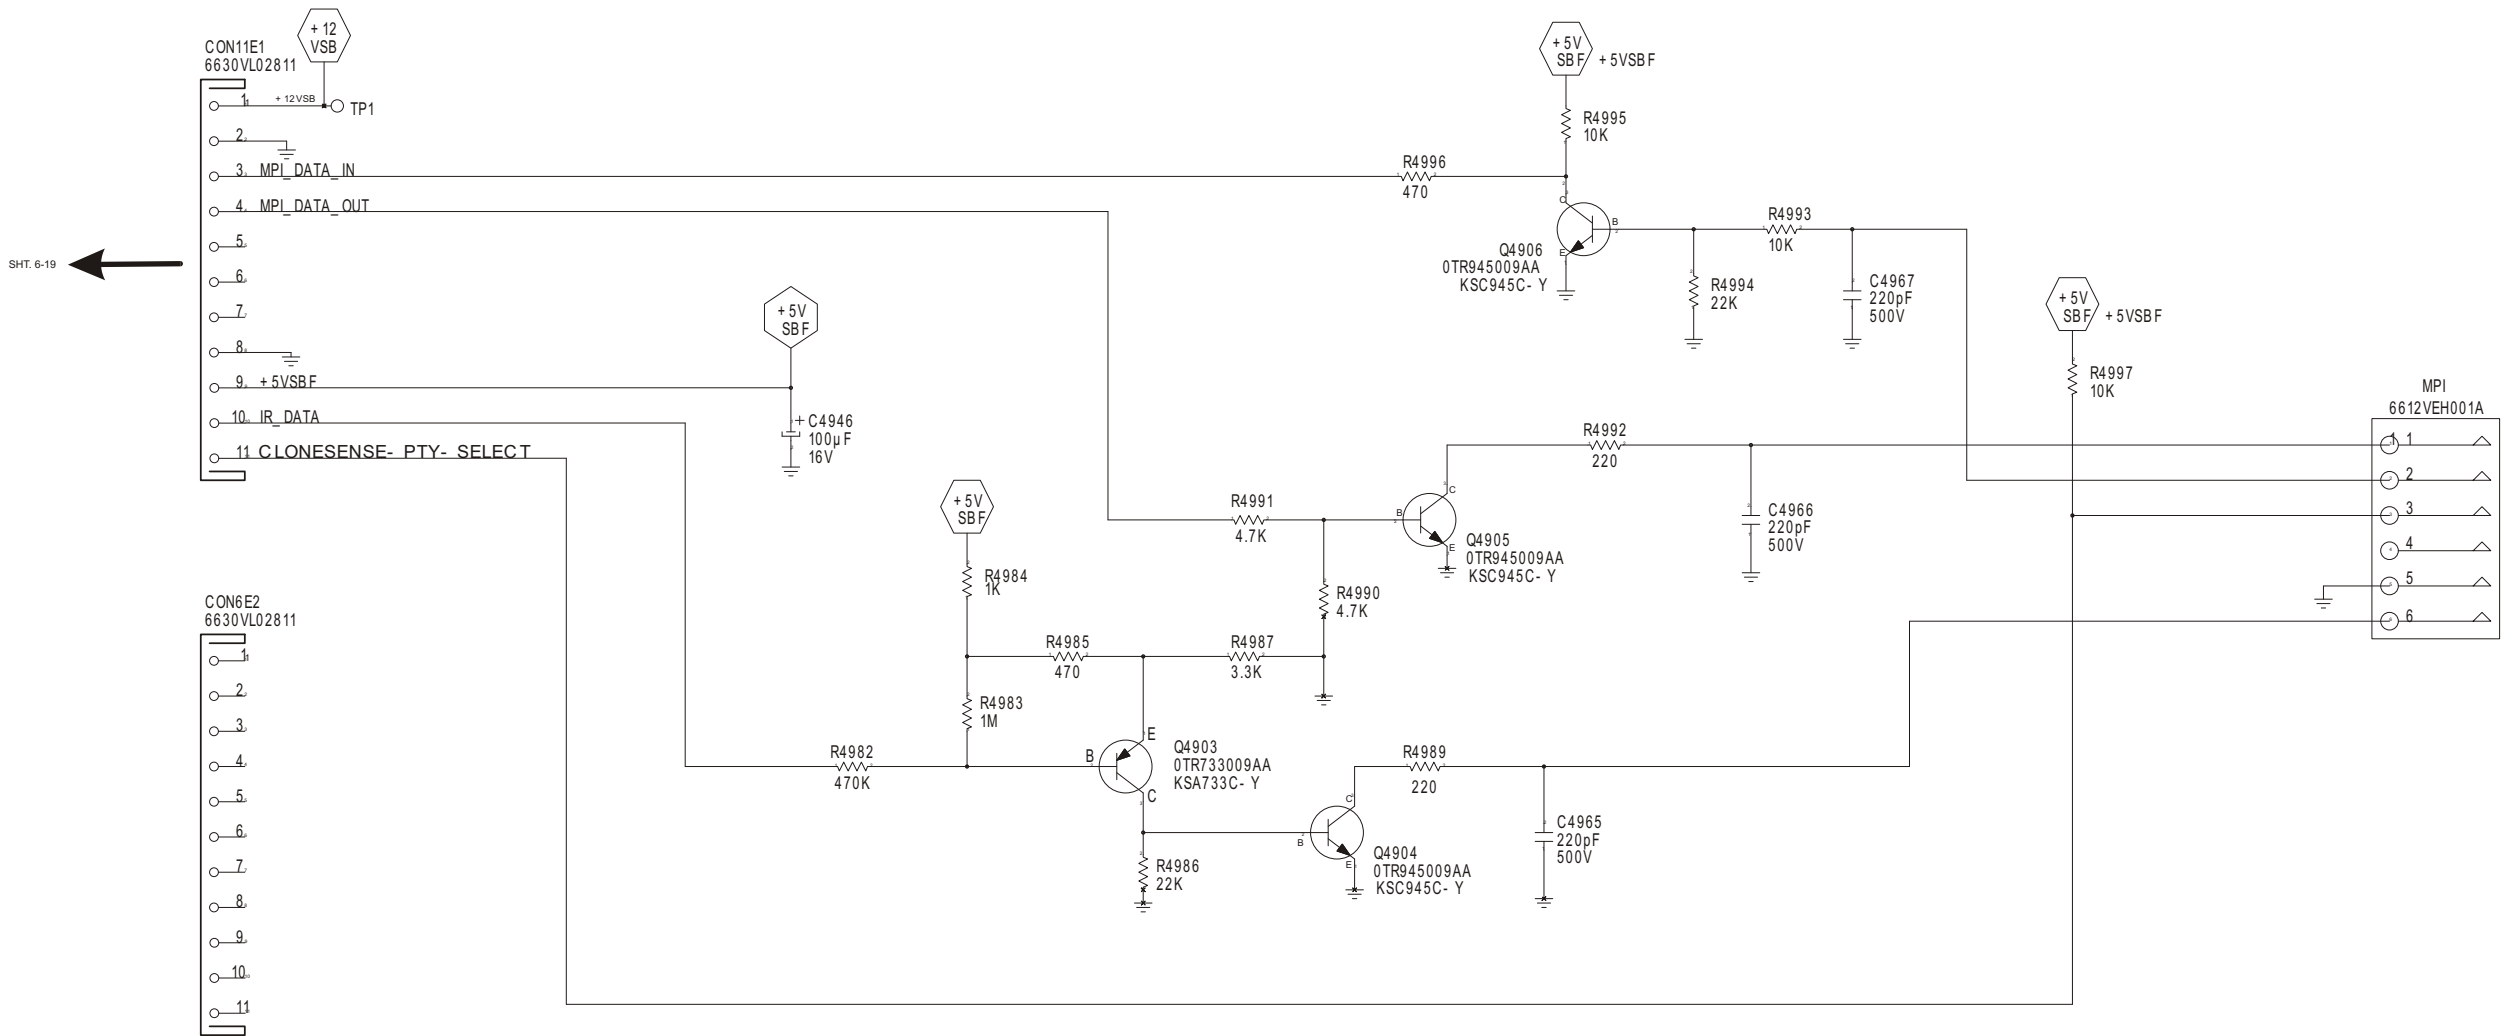 + 12
VSB
CON11E1
6630VL02811
1
+ 12VSB
TP1
2
3
MPI_DATA_IN
4
MPI_DATA_OUT
5
6
7
8
9
+ 5VSBF
10
IR_DATA
11
CLONESENSE- PTY- SELECT
SHT. 6-19
+ 5V
SBF
C4946
100µF
16V
+ 5V
SBF
+ 5VSBF
R4995
10K
R4996
470
C
B
E
Q4906
0TR945009AA
KSC945C- Y
R4993
10K
R4994
22K
C4967
220pF
500V
+ 5V
SBF
+ 5VSBF
R4997
10K
MPI
6612VEH001A
1
1
2
3
4
5
6
R4992
220
C4966
220pF
500V
R4991
4.7K
B
C
E
Q4905
0TR945009AA
KSC945C- Y
R4990
4.7K
+ 5V
SBF
R4984
1K
R4985
470
R4987
3.3K
R4983
1M
R4982
470K
B
E
C
Q4903
0TR733009AA
KSA733C- Y
R4986
22K
R4989
220
C
B
E
Q4904
0TR945009AA
KSC945C- Y
C4965
220pF
500V
CON6E2
6630VL02811
1
2
3
4
5
6
7
8
9
10
11